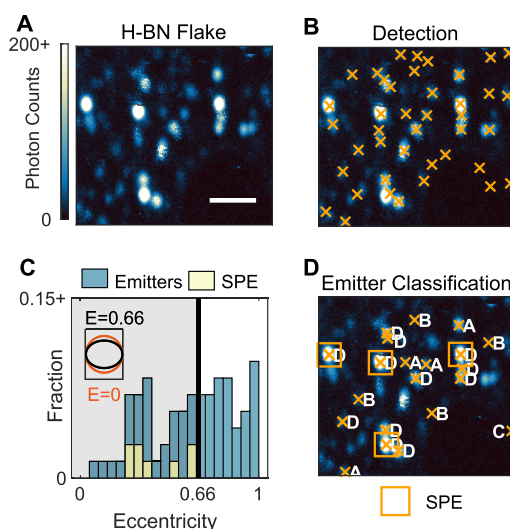 A
H-BN Flake
200+
Photon Counts
0
B
Detection
C
Emitters
SPE
0.15+
E=0.66
E=0
Fraction
0
0
0.66
1
Eccentricity
D
Emitter Classification
B
A
D
D
D
D
D
A
A
D
D
D
B
B
D
D
C
D
D
A
SPE